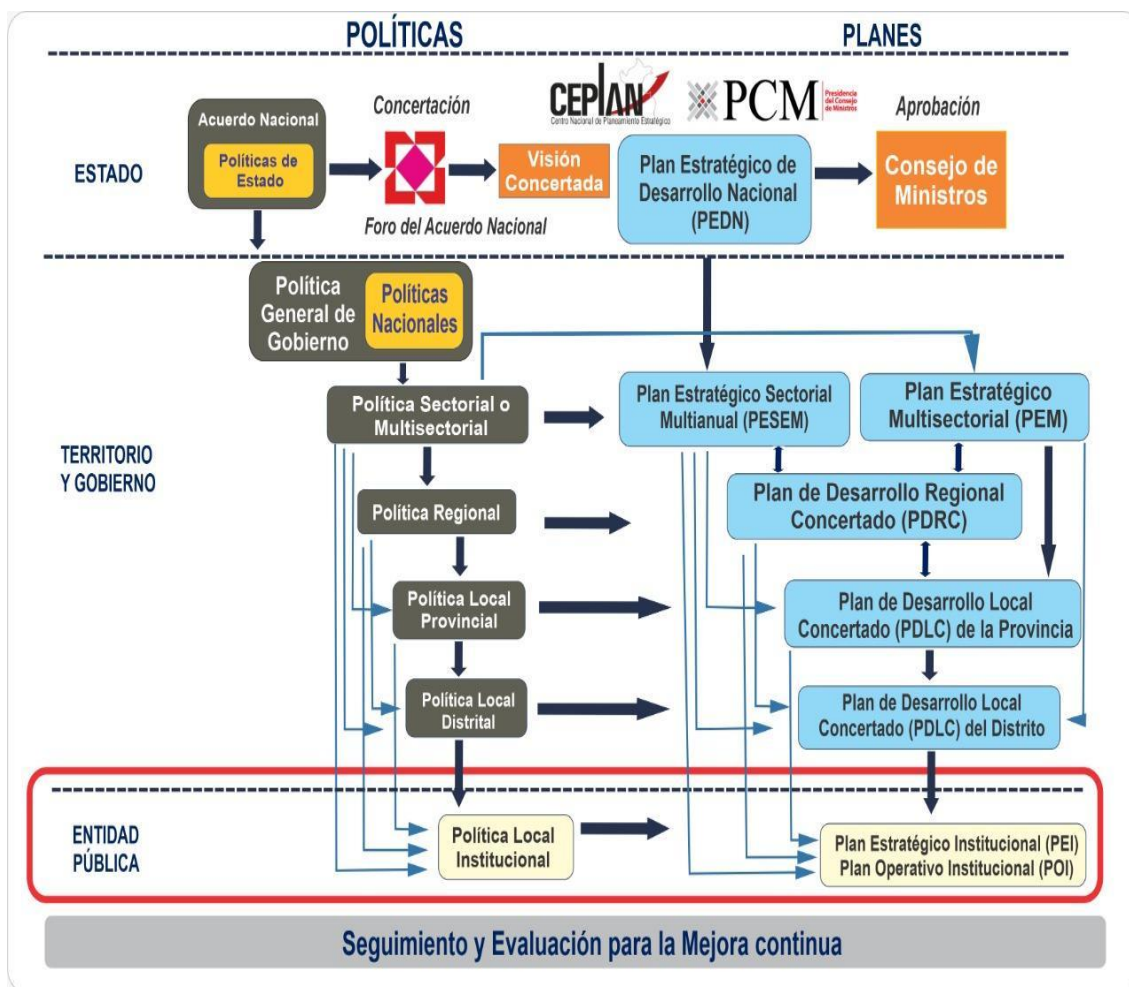 POLÍTICAS
PLANES
ESTADO
Acuerdo Nacional
Políticas de
Estado
Concertación
Foro del Acuerdo Nacional
Visión
Concertada
CEPLAN
Centro Nacional de Planeamiento Estratégico
PCM
Presidencia
del Consejo
de Ministros
Plan Estratégico de
Desarrollo Nacional
(PEDN)
Aprobación
Consejo de
Ministros
TERRITORIO
Y GOBIERNO
Política
General de
Gobierno
Políticas
Nacionales
Política Sectorial o
Multisectorial
Plan Estratégico Sectorial
Multianual (PESEM)
Plan Estratégico
Multisectorial (PEM)
Política Regional
Plan de Desarrollo Regional
Concertado (PDRC)
Política Local
Provincial
Plan de Desarrollo Local
Concertado (PDLC) de la Provincia
Política Local
Distrital
Plan de Desarrollo Local
Concertado (PDLC) del Distrito
ENTIDAD
PÚBLICA
Política Local
Institucional
Plan Estratégico Institucional (PEI)
Plan Operativo Institucional (POI)
Seguimiento y Evaluación para la Mejora continua